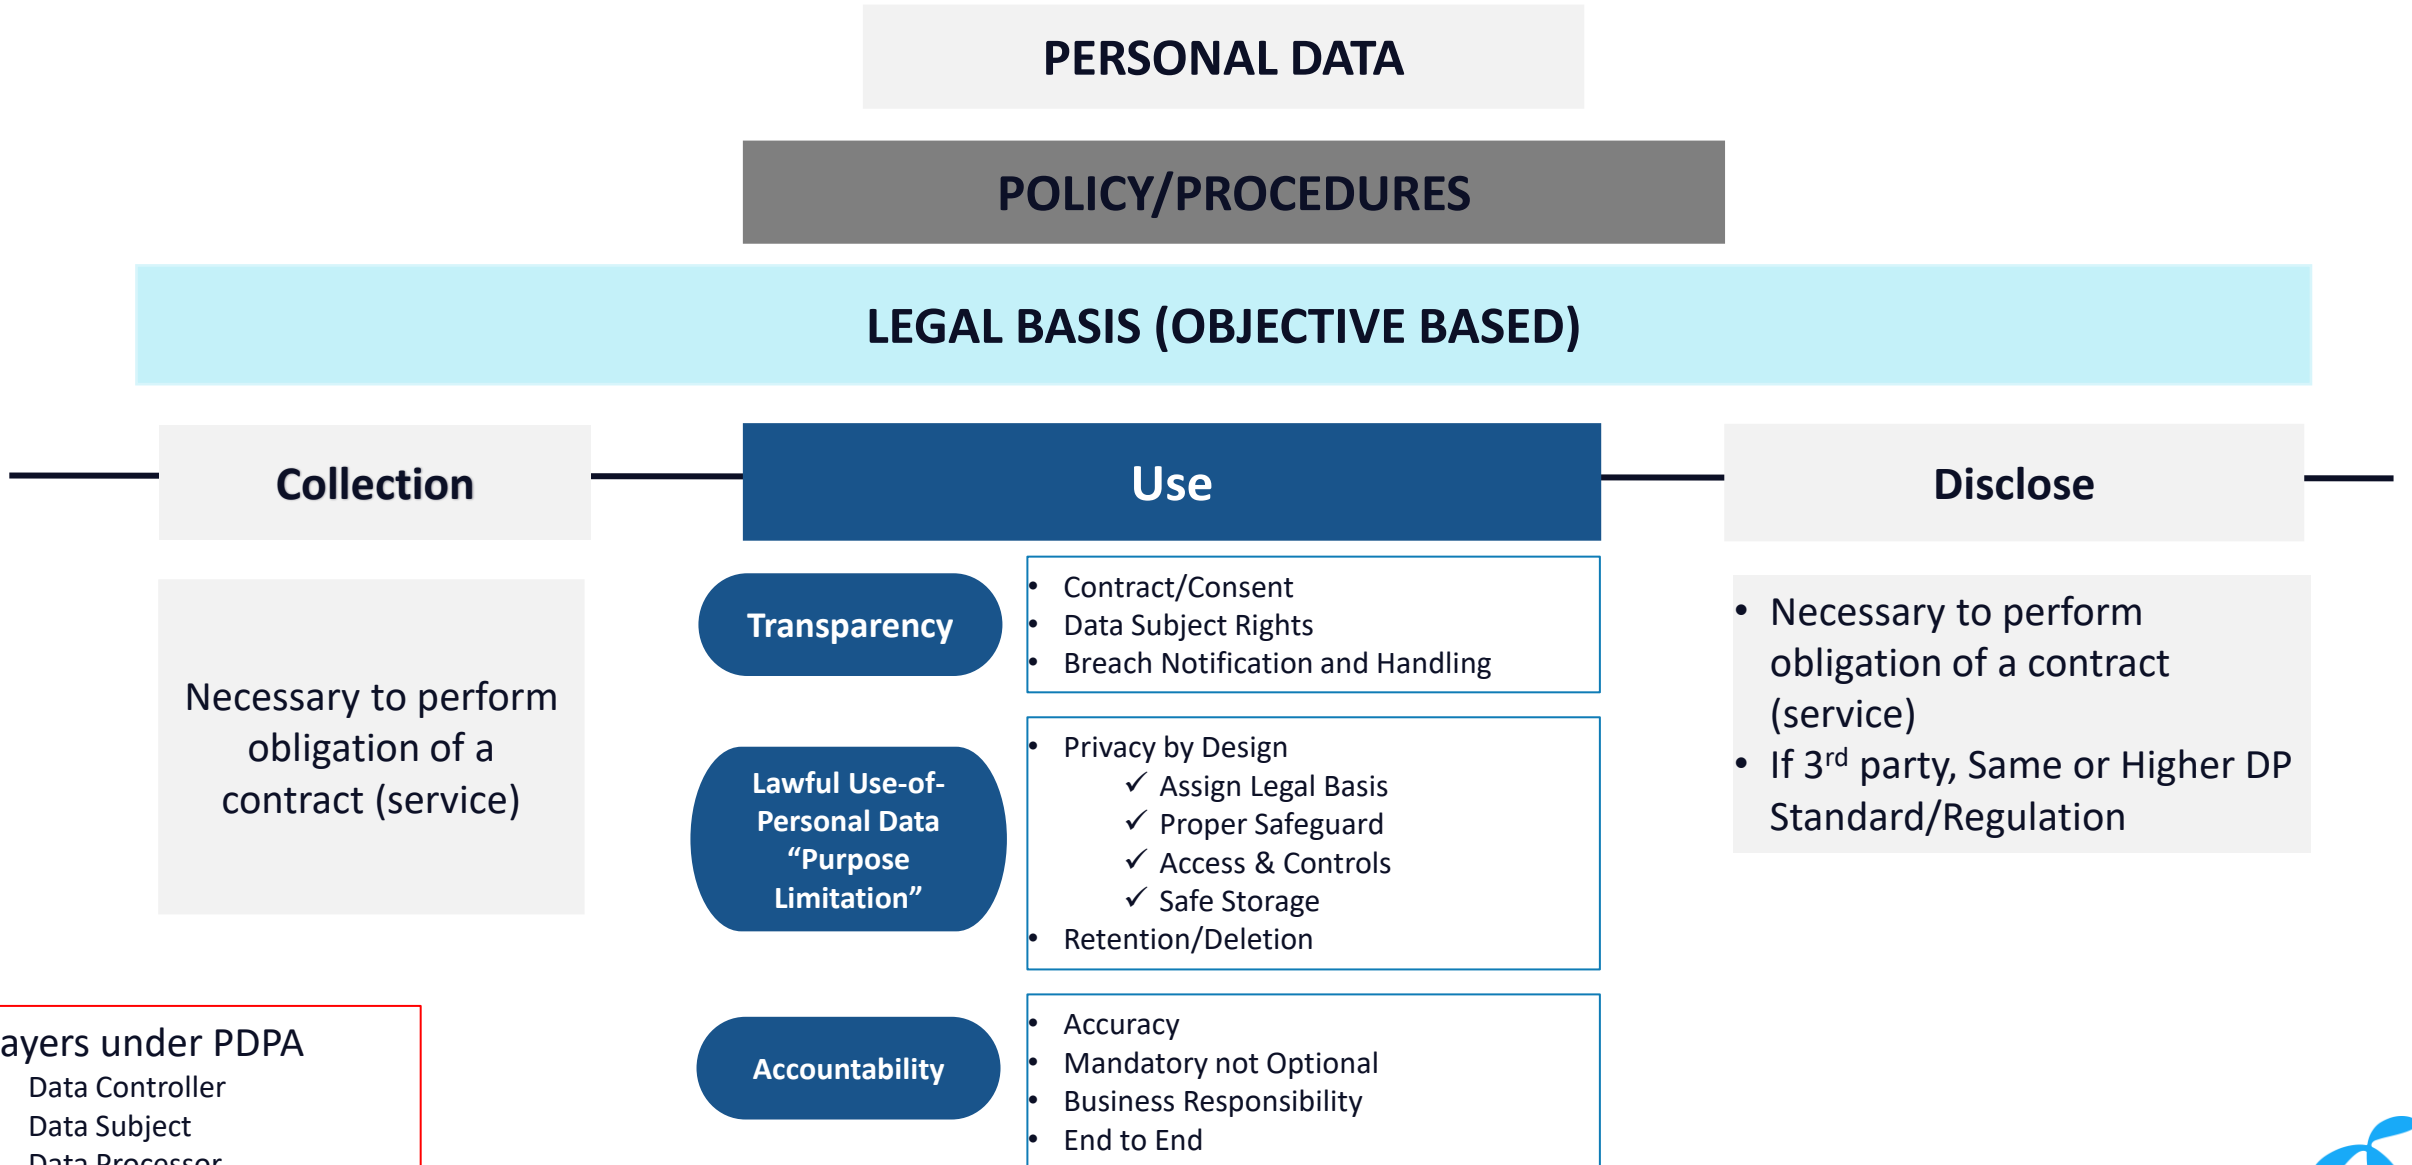 PERSONAL DATA
POLICY/PROCEDURES
LEGAL BASIS (OBJECTIVE BASED)
Collection
Necessary to perform
obligation of a
contract (service)
Use
Transparency
• Contract/Consent
• Data Subject Rights
• Breach Notification and Handling
Lawful Use-of-
Personal Data
“Purpose
Limitation”
• Privacy by Design
✓ Assign Legal Basis
✓ Proper Safeguard
✓ Access & Controls
✓ Safe Storage
• Retention/Deletion
Accountability
• Accuracy
• Mandatory not Optional
• Business Responsibility
• End to End
Disclose
• Necessary to perform
obligation of a contract
(service)
• If 3rd party, Same or Higher DP
Standard/Regulation
ayers under PDPA
Data Controller
Data Subject
Data Processor